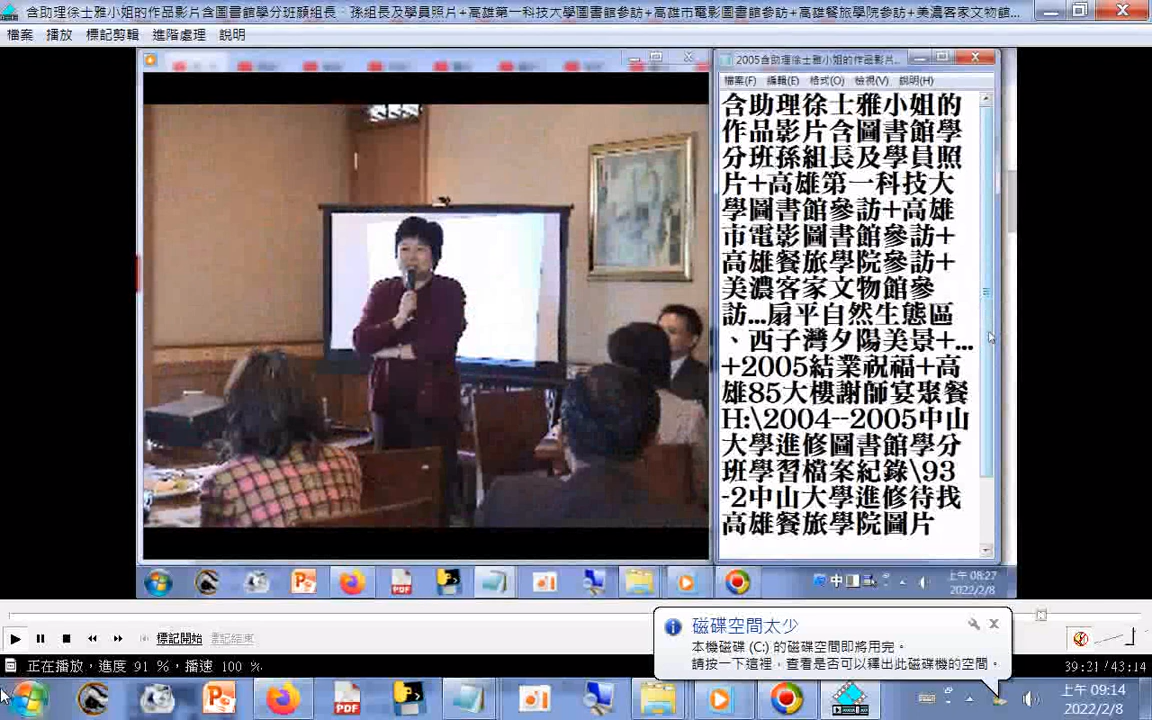 含助理徐士雅小姐的作品影片含圖書館學分班顏組長、孫組長及學員照片+高雄第一科技大學圖書館參訪+高雄市電影圖書館參訪+高雄餐旅學院參訪+美濃客家文物館...
檔案 播放 標記剪輯 進階處理 說明
2005含助理徐士雅小姐的作品影片...
檔案(F) 編輯(E) 格式(O) 檢視(V) 說明(H)
含助理徐士雅小姐的
作品影片含圖書館學
分班孫組長及學員照
片+高雄第一科技大
學圖書館參訪+高雄
市電影圖書館參訪+
高雄餐旅學院參訪+
美濃客家文物館參
訪...扇平自然生態區
、西子灣夕陽美景+...
+2005結業祝福+高
雄85大樓謝師宴聚餐
H:\2004--2005中山
大學進修圖書館學分
班學習檔案紀錄\93
-2中山大學進修待找
高雄餐旅學院圖片
中
上午 08:27
2022/2/8
標記開始 標記結束
磁碟空間太少
本機磁碟 (C:) 的磁碟空間即將用完。
請按一下這裡，查看是否可以釋出此磁碟機的空間。
正在播放，進度 91 %，播速 100 %.
39:21/43:14
PDF
上午 09:14
2022/2/8